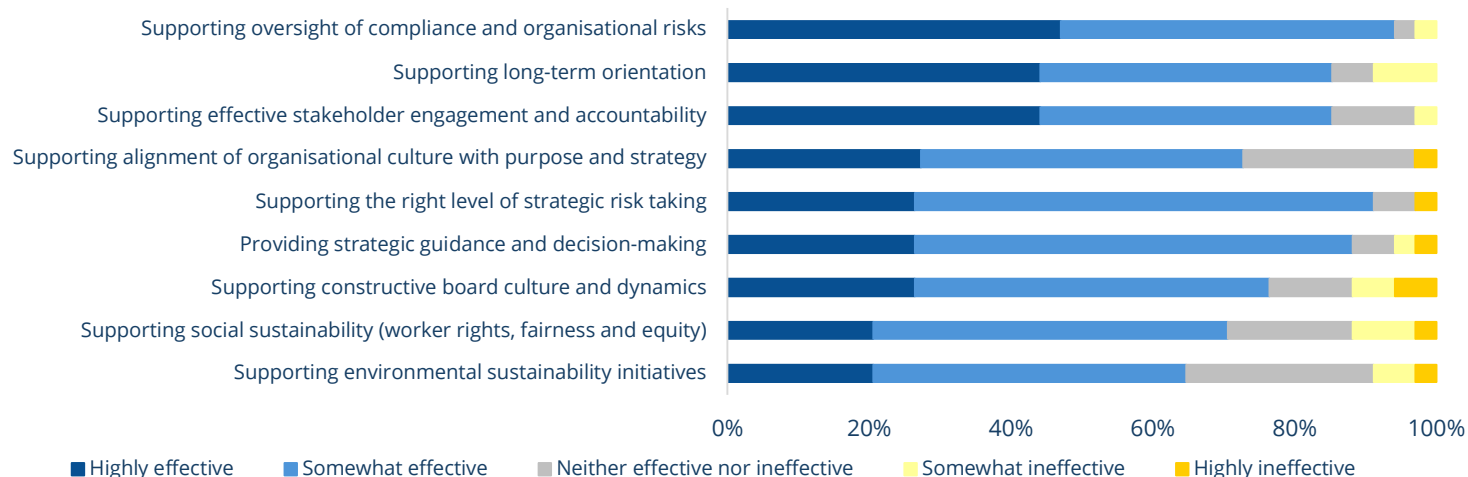 Supporting oversight of compliance and organisational risks
Supporting long-term orientation
Supporting effective stakeholder engagement and accountability
Supporting alignment of organisational culture with purpose and strategy
Supporting the right level of strategic risk taking
Providing strategic guidance and decision-making
Supporting constructive board culture and dynamics
Supporting social sustainability (worker rights, fairness and equity)
Supporting environmental sustainability initiatives
0% 20% 40% 60% 80% 100%
Highly effective Somewhat effective Neither effective nor ineffective Somewhat ineffective Highly ineffective